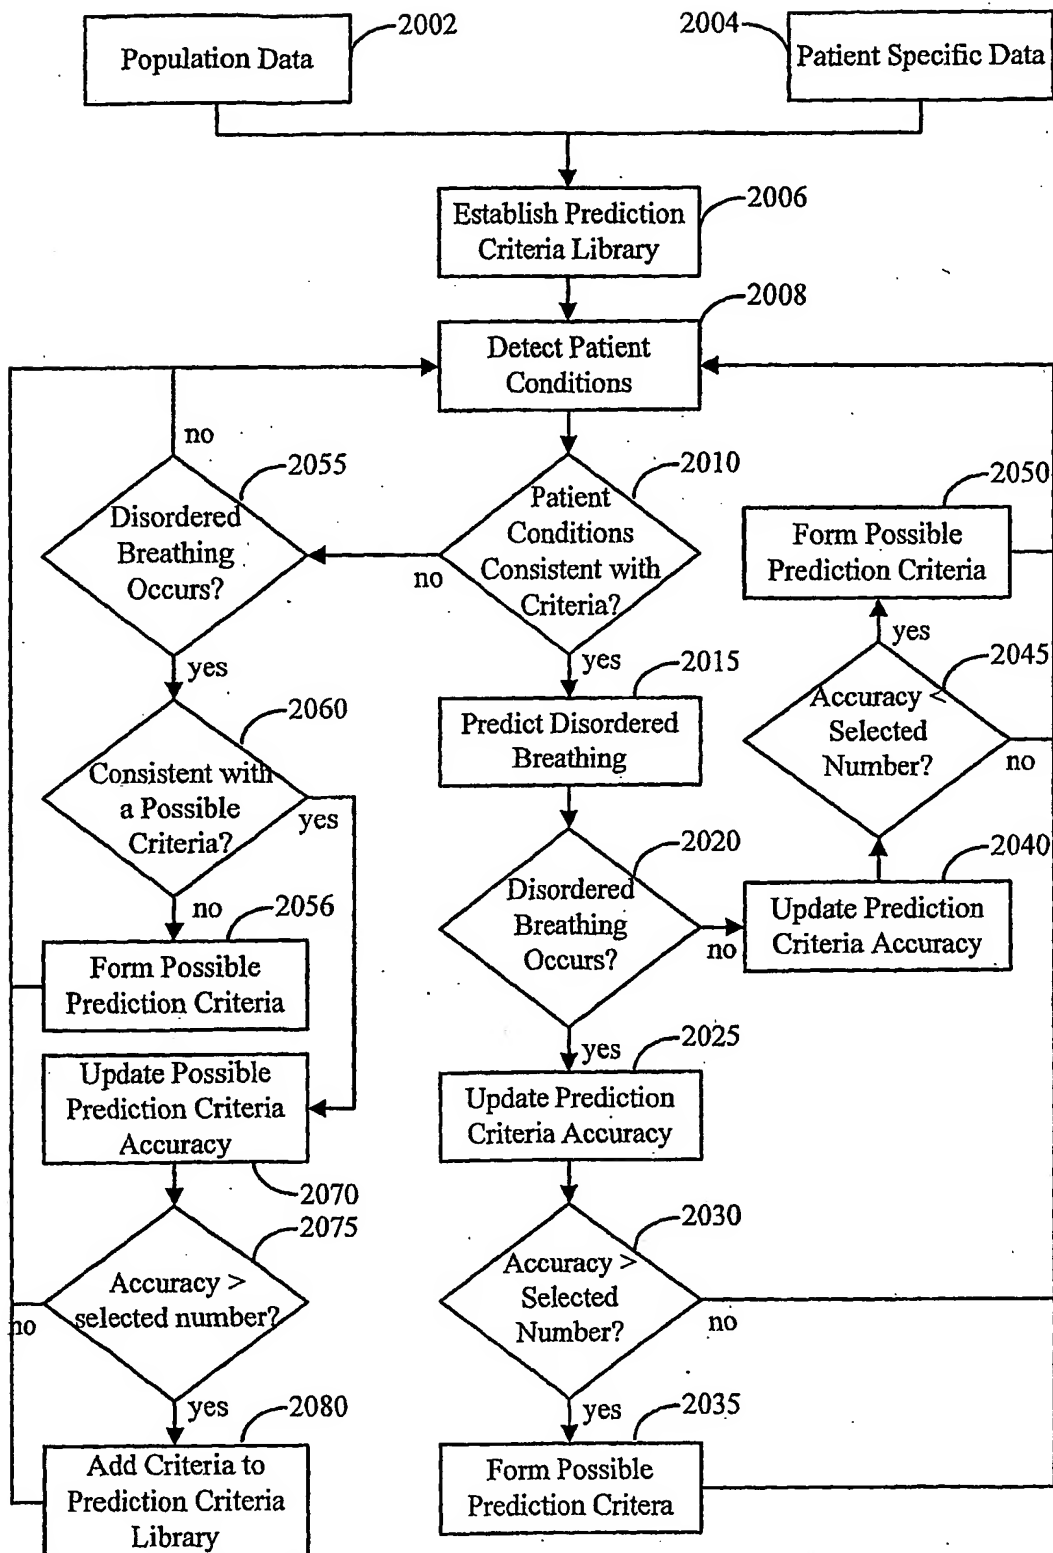 2002
Population Data
2004
Patient Specific Data
2006
Establish Prediction
Criteria Library
2008
Detect Patient
Conditions
no
2055
Disordered
Breathing
Occurs?
yes
2010
Patient
Conditions
Consistent with
Criteria?
no
yes
2050
Form Possible
Prediction Criteria
yes
2045
Accuracy <
Selected
Number?
no
2015
Predict Disordered
Breathing
2060
Consistent with
a Possible
Criteria?
yes
no
2020
Disordered
Breathing
Occurs?
no
yes
2040
Update Prediction
Criteria Accuracy
2056
Form Possible
Prediction Criteria
2025
Update Prediction
Criteria Accuracy
Update Possible
Prediction Criteria
Accuracy
2070
2075
Accuracy >
selected number?
no
yes
2030
Accuracy >
Selected
Number?
no
yes
2080
Add Criteria to
Prediction Criteria
Library
2035
Form Possible
Prediction Critera